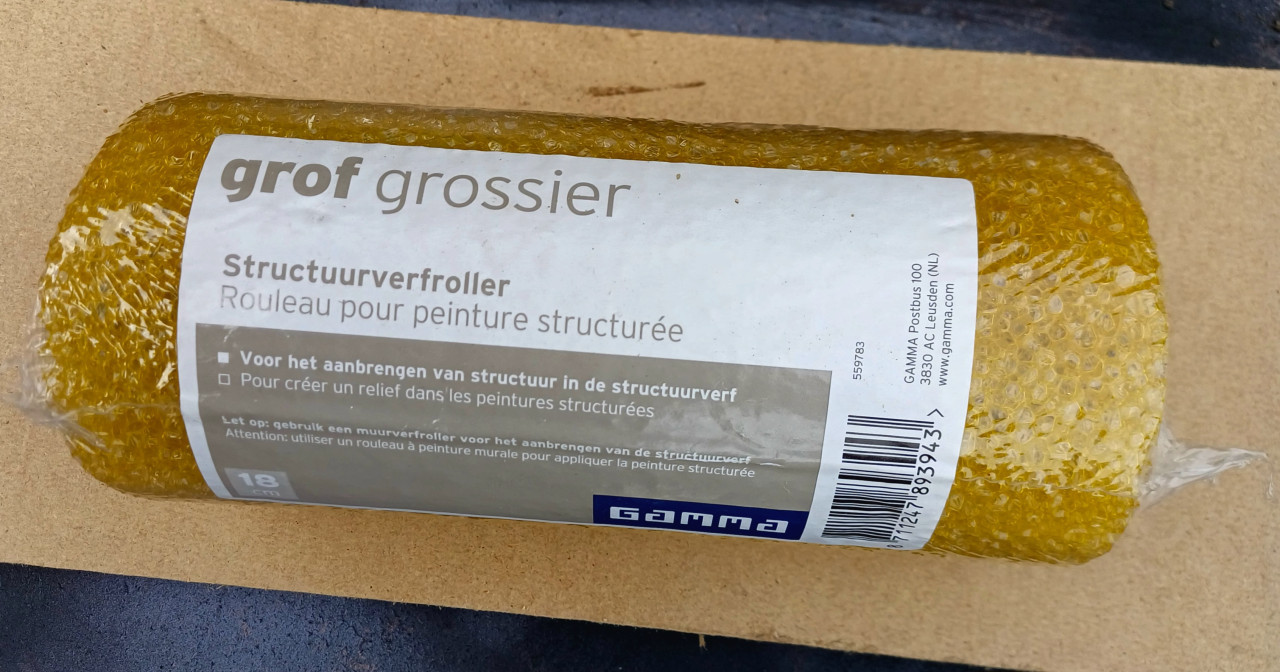 grof grossier
Structuurverfroller
Rouleau pour peinture structurée
Voor het aanbrengen van structuur in de structuurverf
Pour créer un relief dans les peintures structurées
Let op: gebruik een muurverfroller voor het aanbrengen van de structuurverf
Attention: utiliser un rouleau à peinture murale pour appliquer la peinture structurée
18
cm
GAMMA
559783
GAMMA Postbus 100
3830 AC Leusden (NL)
www.gamma.com
8 711247 893943 >